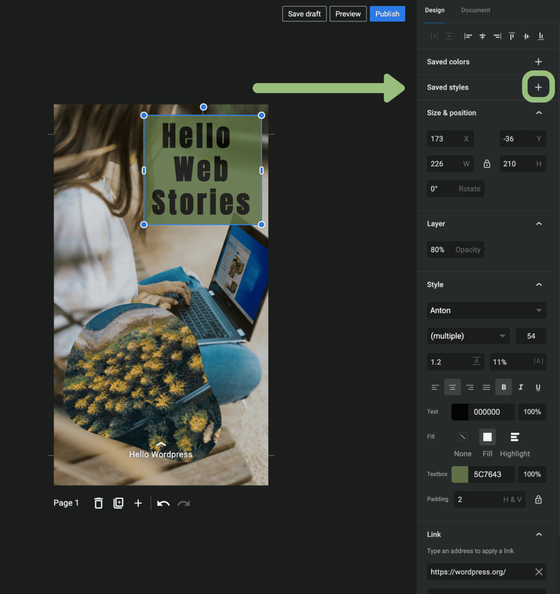 Design Document
Save draft Preview Publish
Saved colors
Saved styles
Size & position
173 X -36 Y
226 W 210 H
0° Rotate
Layer
80% Opacity
Style
Anton
(multiple) 54
1.2 11%
B I U
Text 000000 100%
Fill
None Fill Highlight
Textbox 5C7643 100%
Padding 2 H & V
Link
Type an address to apply a link
https://wordpress.org/
Hello
Web
Stories
Hello Wordpress
Page 1